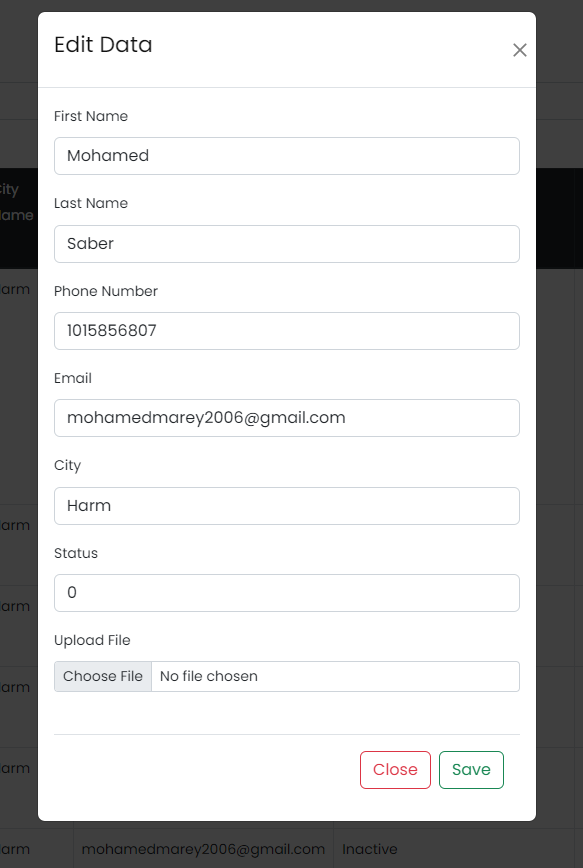 Edit Data
First Name
Mohamed
Last Name
Saber
Phone Number
1015856807
Email
mohamedmarey2006@gmail.com
City
Harm
Status
0
Upload File
Choose File No file chosen
Close Save
ity
ame
arm
arm
arm
arm
arm
arm mohamedmarey2006@gmail.com Inactive